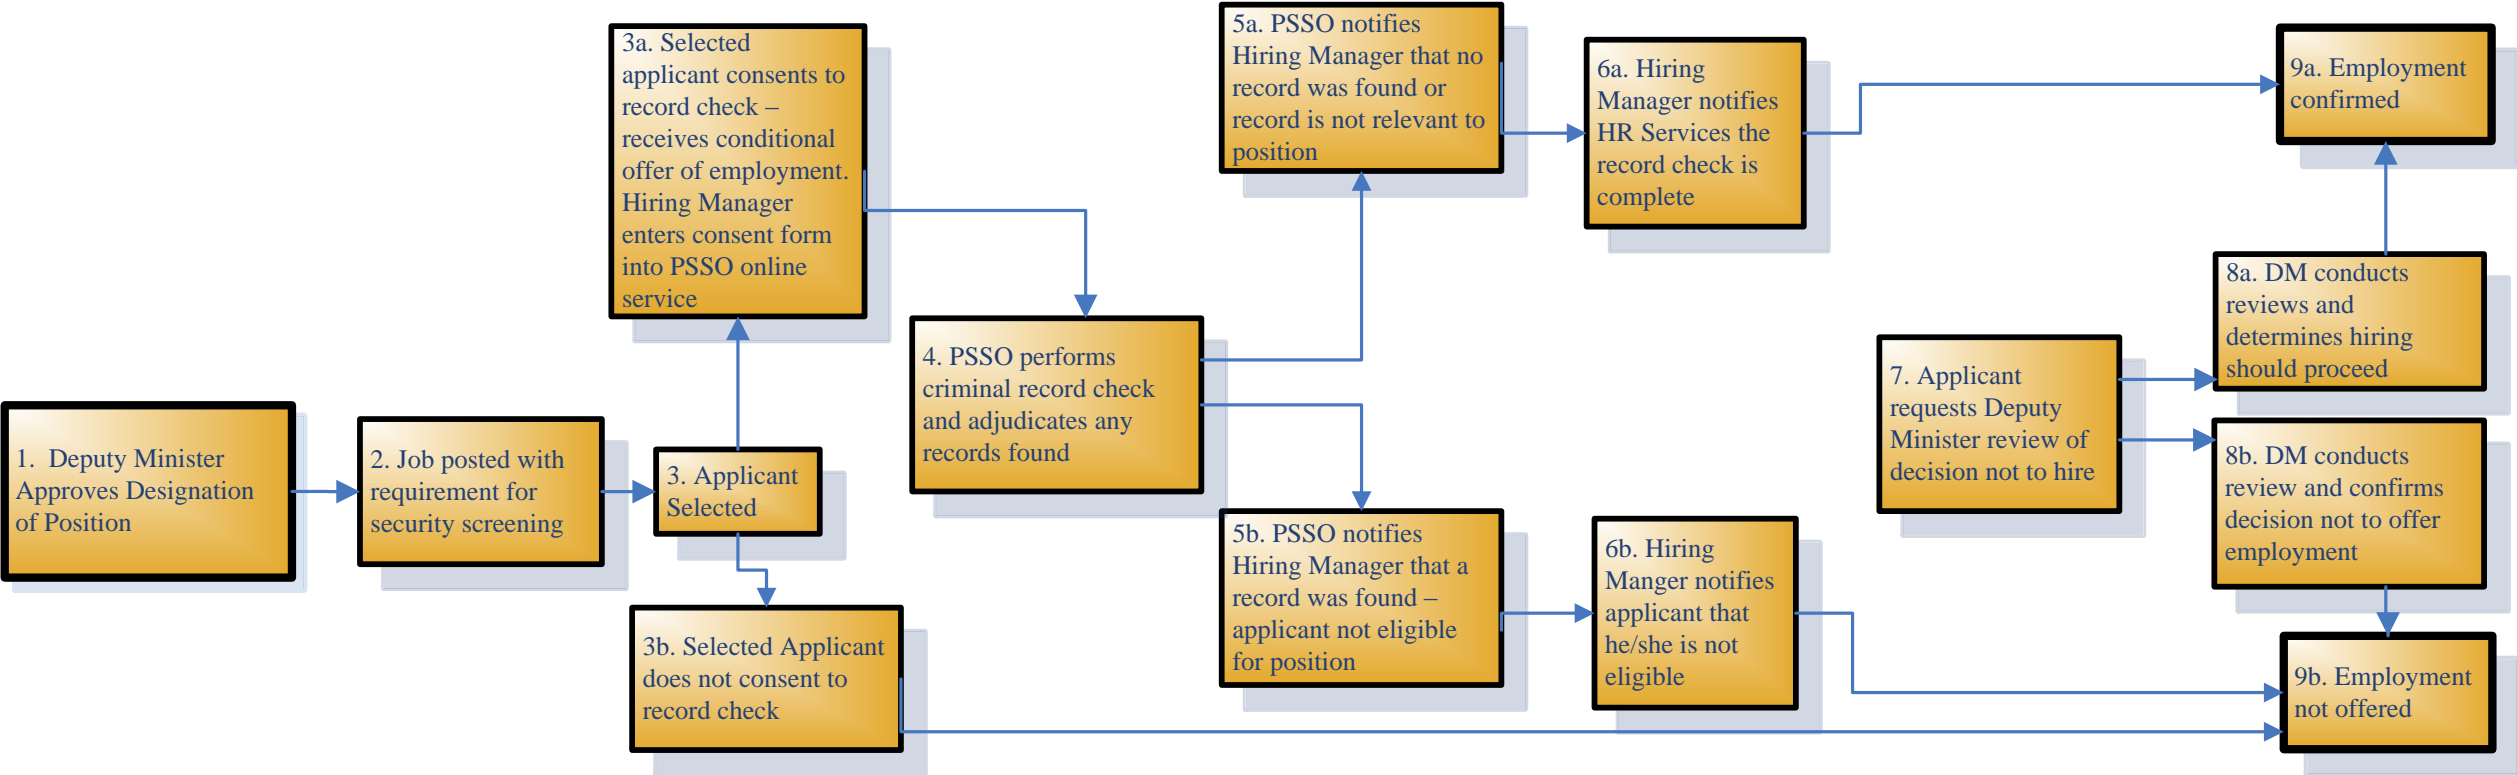 1.  Deputy Minister
Approves Designation
of Position
2. Job posted with
requirement for
security screening
3. Applicant
Selected
3a. Selected
applicant consents to
record check –
receives conditional
offer of employment.
Hiring Manager
enters consent form
into PSSO online
service
3b. Selected Applicant
does not consent to
record check
4. PSSO performs
criminal record check
and adjudicates any
records found
5a. PSSO notifies
Hiring Manager that no
record was found or
record is not relevant to
position
5b. PSSO notifies
Hiring Manager that a
record was found –
applicant not eligible
for position
6a. Hiring
Manager notifies
HR Services the
record check is
complete
6b. Hiring
Manger notifies
applicant that
he/she is not
eligible
7. Applicant
requests Deputy
Minister review of
decision not to hire
8a. DM conducts
reviews and
determines hiring
should proceed
8b. DM conducts
review and confirms
decision not to offer
employment
9a. Employment
confirmed
9b. Employment
not offered